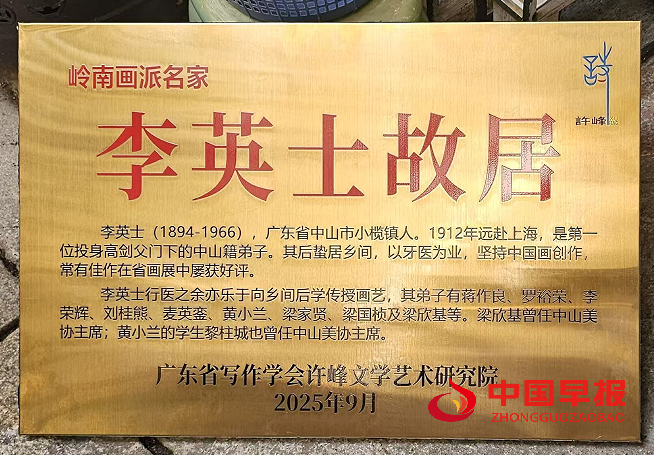 岭南画派名家
許峰
李英士故居
李英士（1894-1966），广东省中山市小榄镇人。1912年远赴上海，是第一
位投身高剑父门下的中山籍弟子。其后蛰居乡间，以牙医为业，坚持中国画创作，
常有佳作在省画展中屡获好评。
李英士行医之余亦乐于向乡间后学传授画艺，其弟子有蒋作良、罗裕荣、李
荣辉、刘桂熊、麦英銮、黄小兰、梁家贤、梁国桢及梁欣基等。梁欣基曾任中山美
协主席；黄小兰的学生黎柱城也曾任中山美协主席。
广东省写作学会许峰文学艺术研究院
2025年9月
中国早报
ZHONGGUOZAOBAO